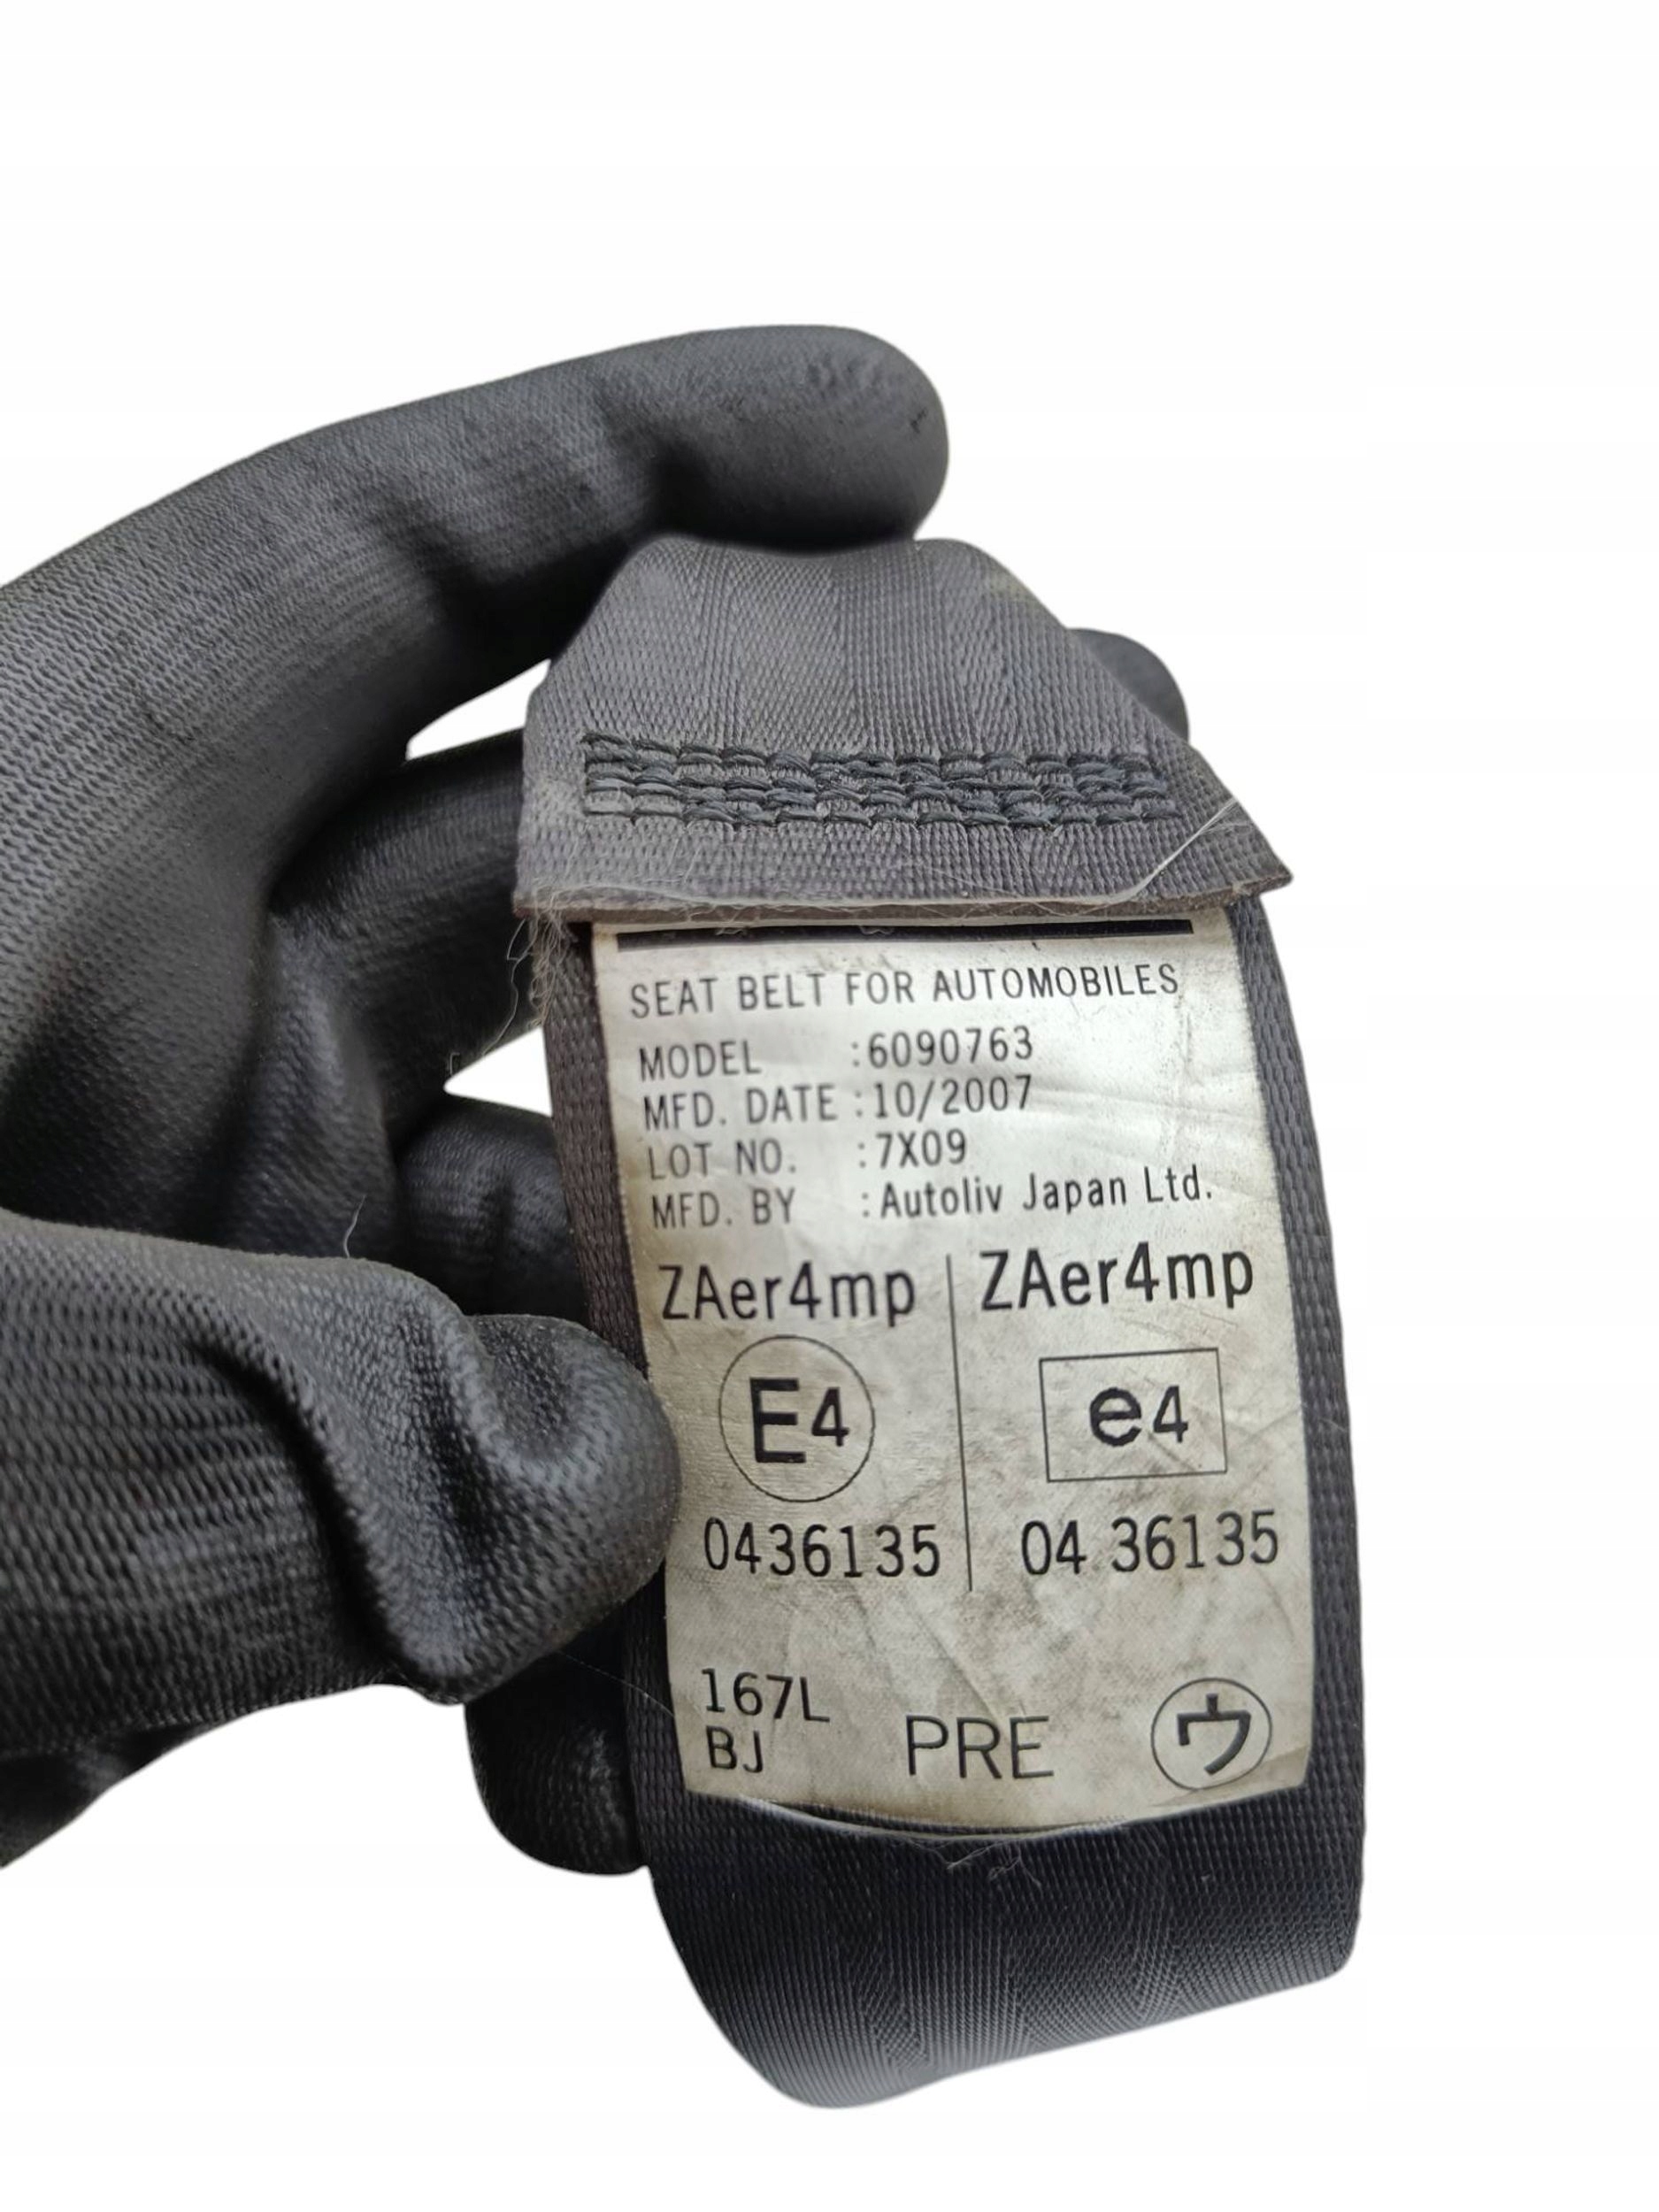 SEAT BELT FOR AUTOMOBILES
MODEL :6090763
MFD. DATE :10/2007
LOT NO. :7X09
MFD. BY :Autoliv Japan Ltd.
ZAer4mp ZAer4mp
E4 e4
0436135 04 36135
167L
BJ PRE ウ